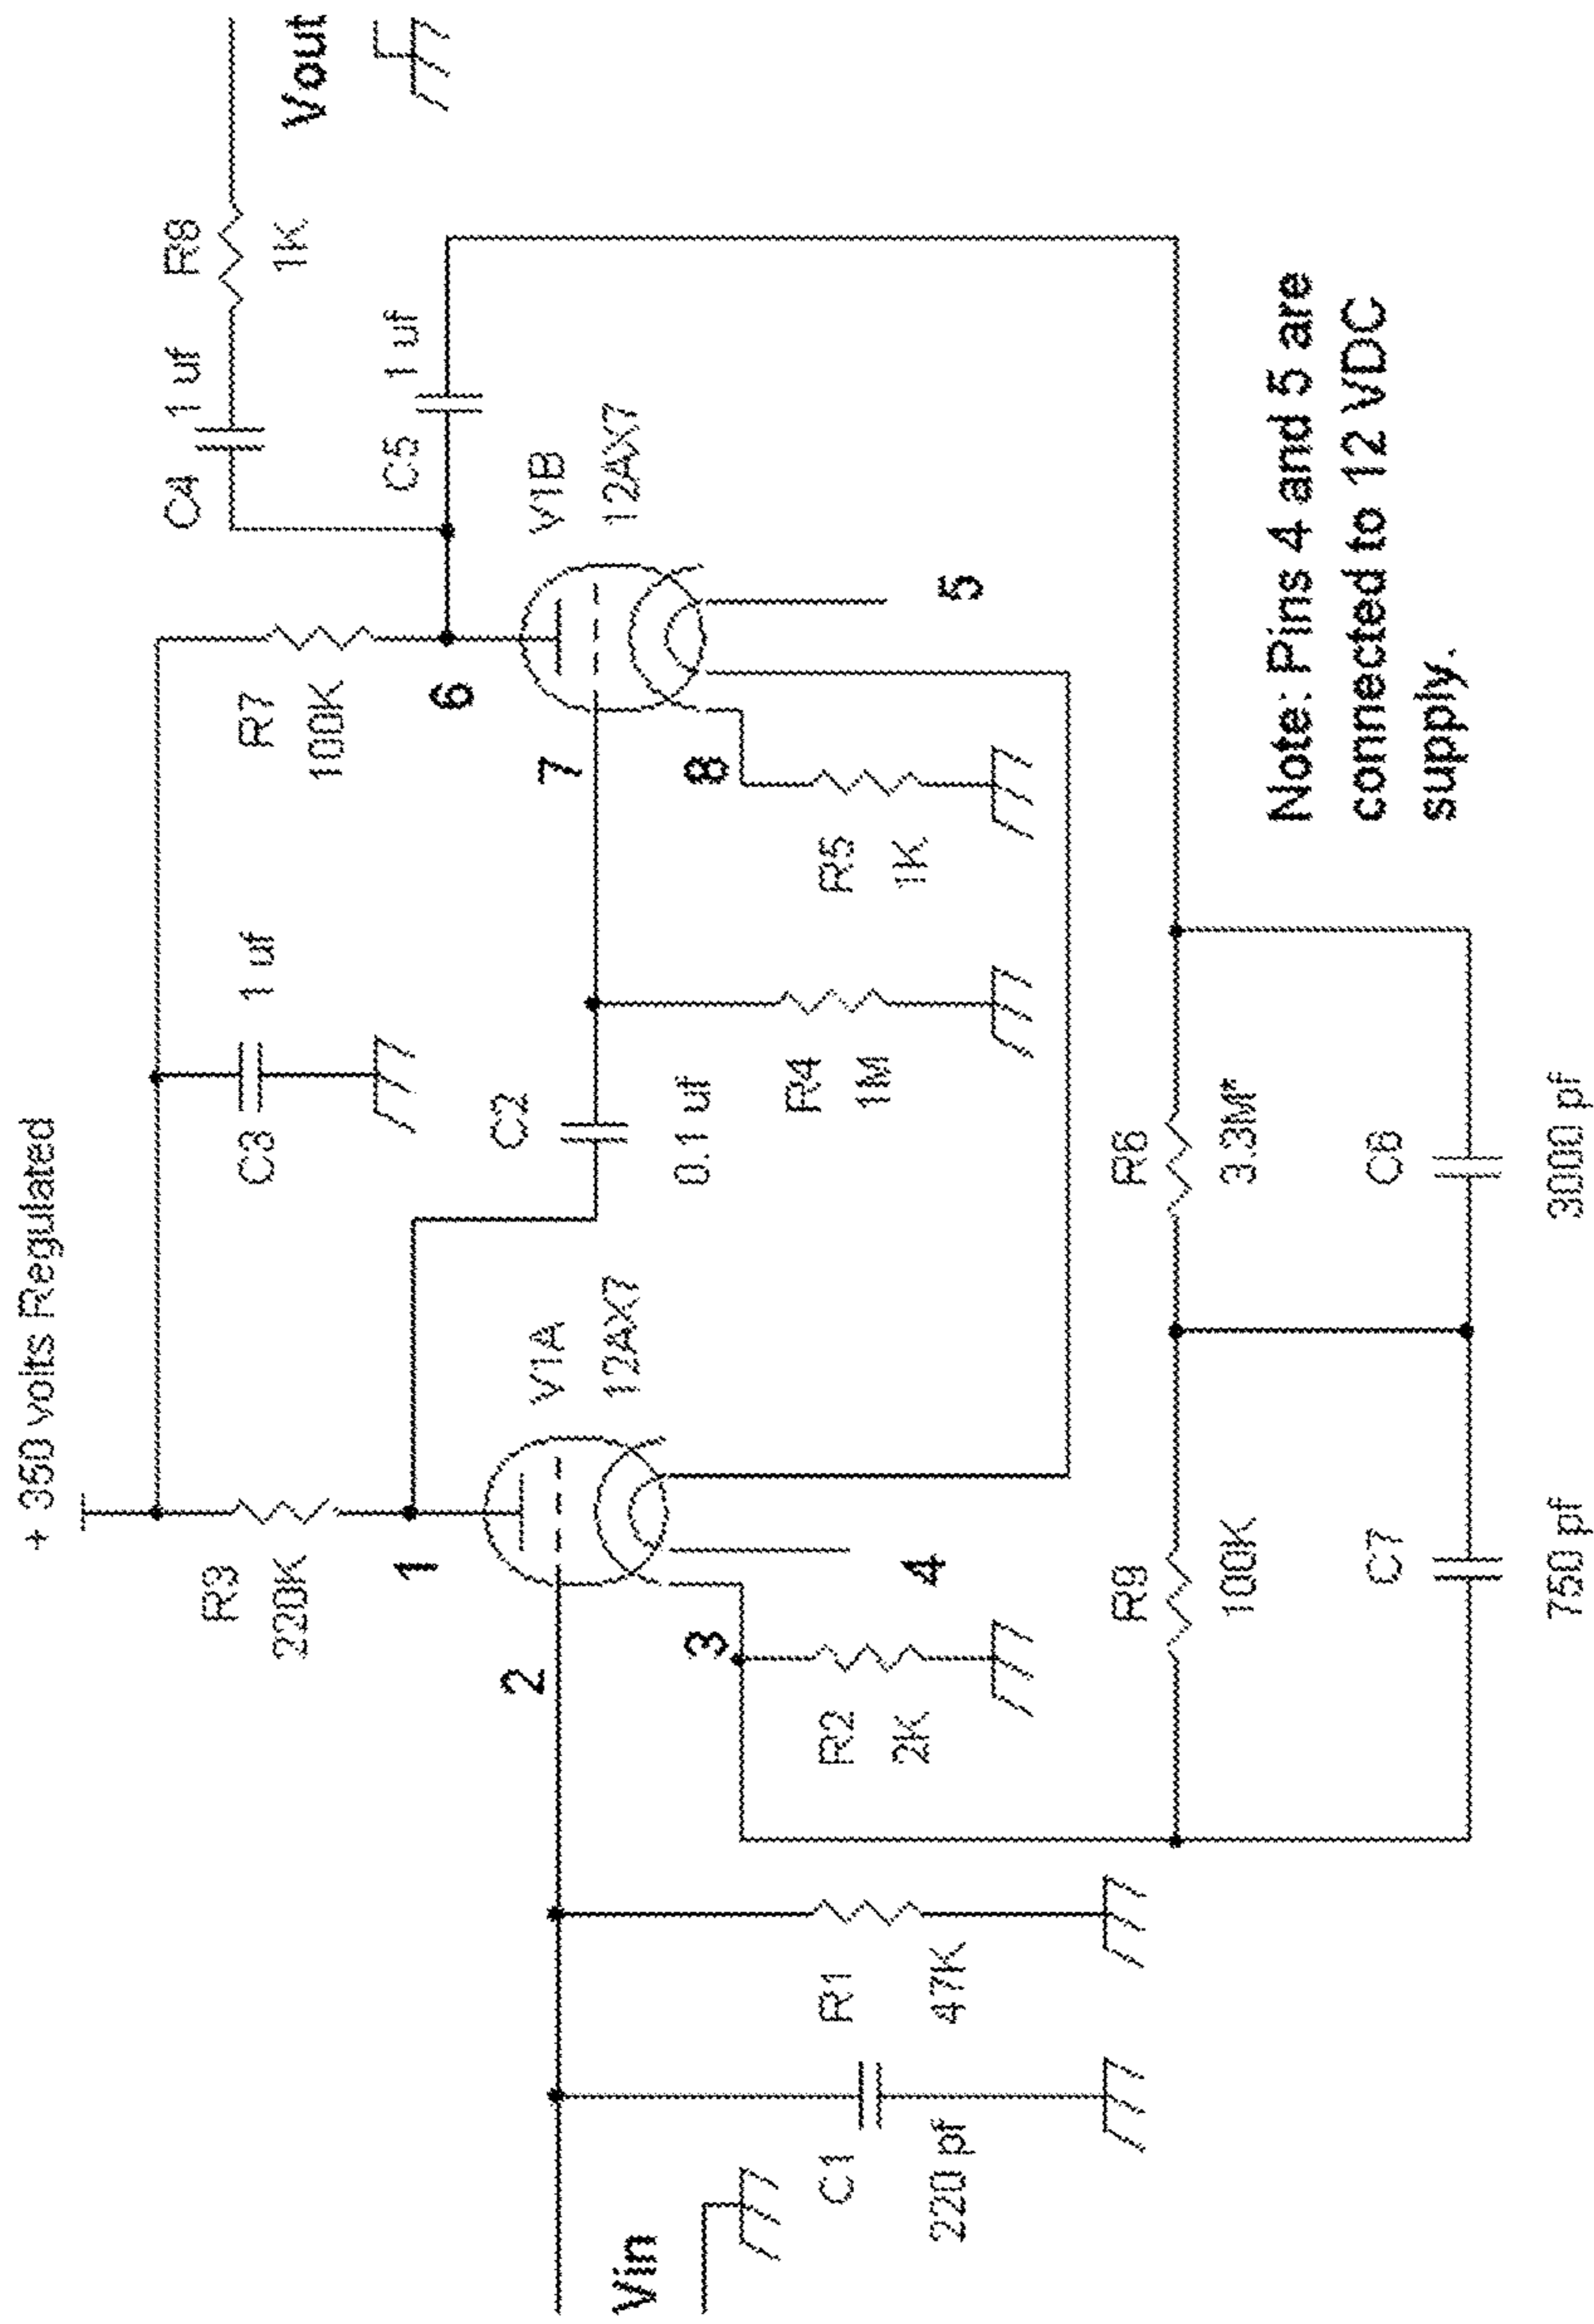 + 350 volts Regulated
R3
220K
C3
1 uf
R7
100K
C4
1 uf
R8
1K
Vout
C5
1 uf
1
6
V1A
12AX7
C2
0.1 uf
V1B
12AX7
2
7
3
8
4
5
Vin
C1
220 pf
R1
47K
R2
2K
R4
1M
R5
1K
R9
100K
R6
3.3M*
C7
750 pf
C6
3000 pf
Note: Pins 4 and 5 are
connected to 12 VDC
supply.